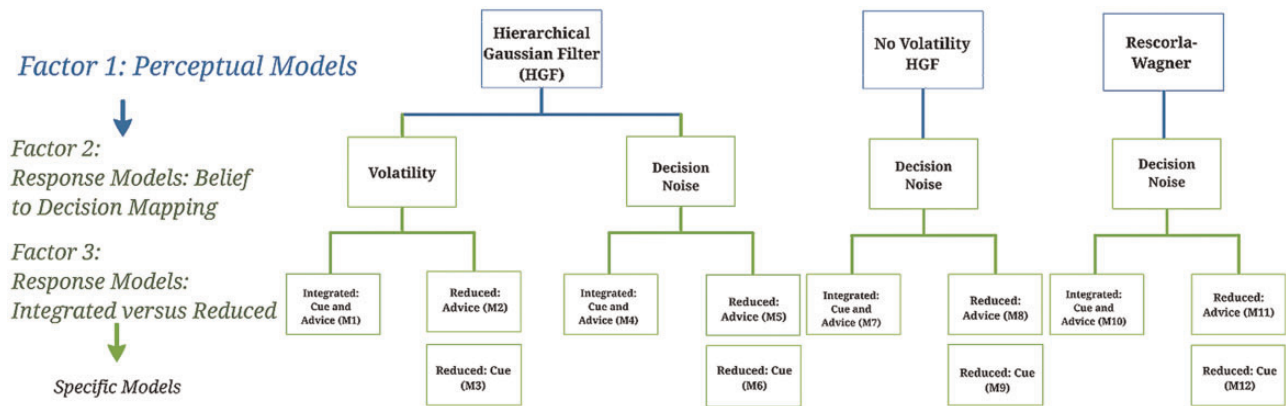 Factor 1: Perceptual Models
Factor 2:
Response Models: Belief
to Decision Mapping
Factor 3:
Response Models:
Integrated versus Reduced
Specific Models
Hierarchical
Gaussian Filter
(HGF)
No Volatility
HGF
Rescorla-
Wagner
Volatility
Decision
Noise
Decision
Noise
Decision
Noise
Integrated:
Cue and
Advice (M1)
Reduced:
Advice (M2)
Reduced: Cue
(M3)
Integrated:
Cue and
Advice (M4)
Reduced:
Advice (M5)
Reduced: Cue
(M6)
Integrated:
Cue and
Advice (M7)
Reduced:
Advice (M8)
Reduced: Cue
(M9)
Integrated:
Cue and
Advice (M10)
Reduced:
Advice (M11)
Reduced: Cue
(M12)